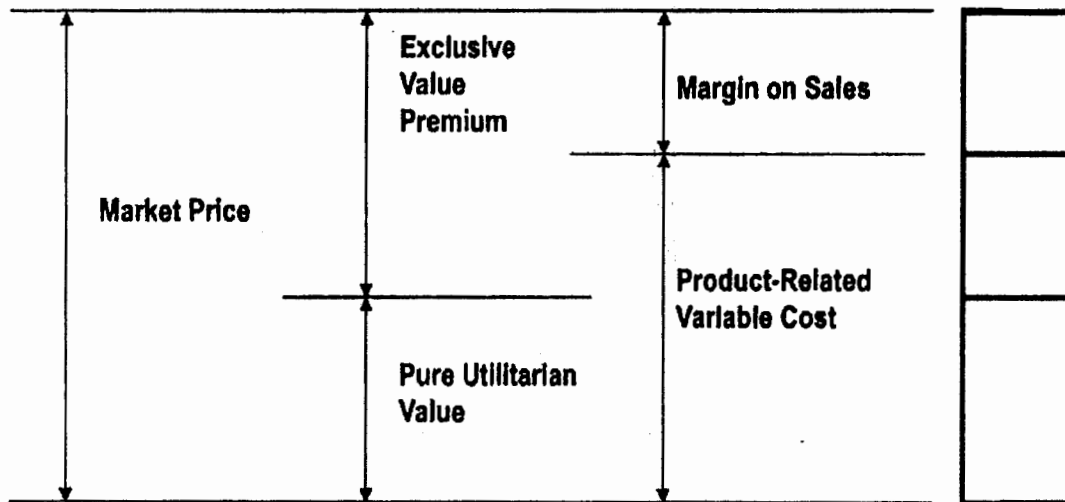 Exclusive
Value
Premium
Margin on Sales
Market Price
Product-Related
Variable Cost
Pure Utilitarian
Value